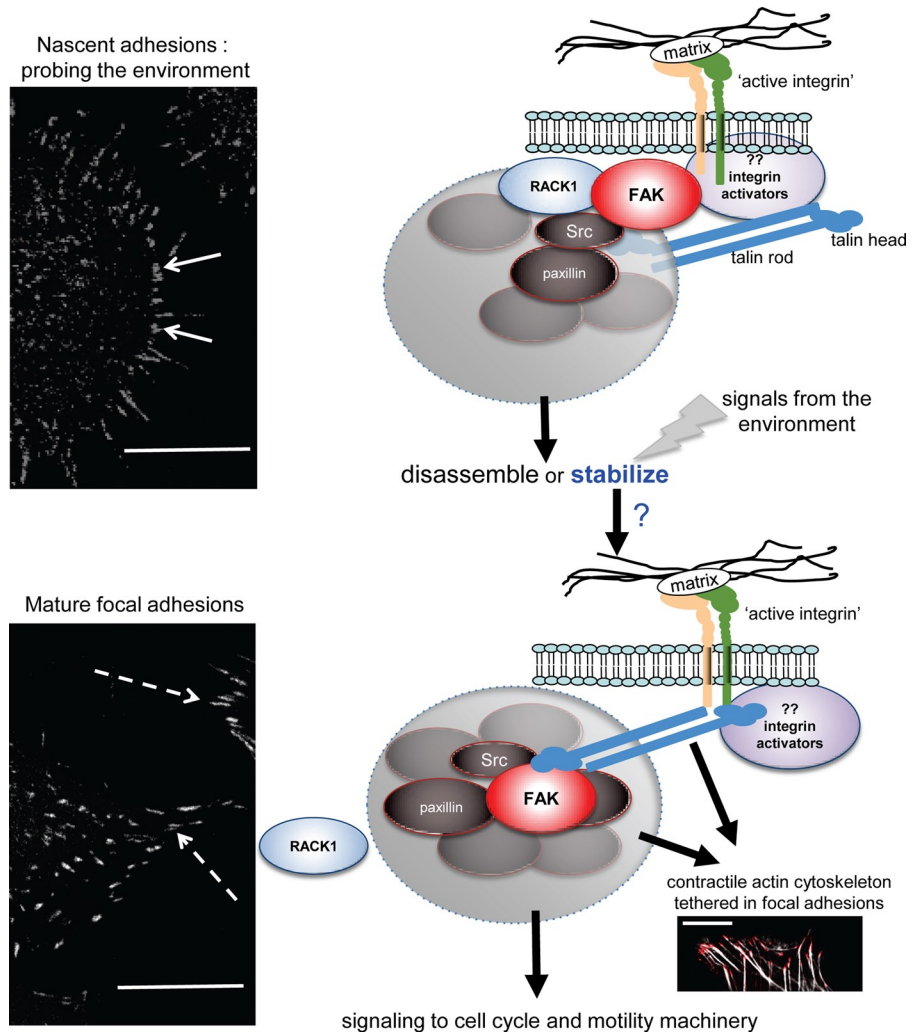 Nascent adhesions :
probing the environment
matrix
'active integrin'
RACK1
FAK
??
integrin
activators
Src
paxillin
talin rod
talin head
signals from the
environment
disassemble or stabilize
?
Mature focal adhesions
matrix
'active integrin'
??
integrin
activators
Src
paxillin
FAK
RACK1
contractile actin cytoskeleton
tethered in focal adhesions
signaling to cell cycle and motility machinery